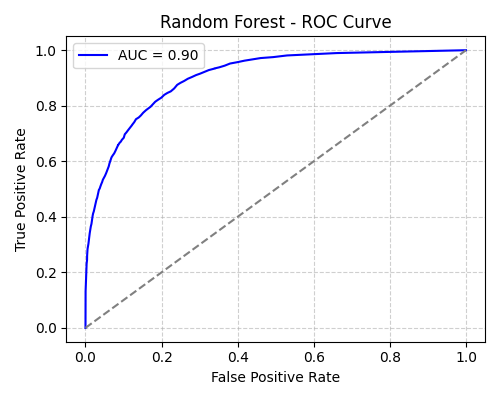 Random Forest - ROC Curve
AUC = 0.90
True Positive Rate
1.0
0.8
0.6
0.4
0.2
0.0
0.0 0.2 0.4 0.6 0.8 1.0
False Positive Rate